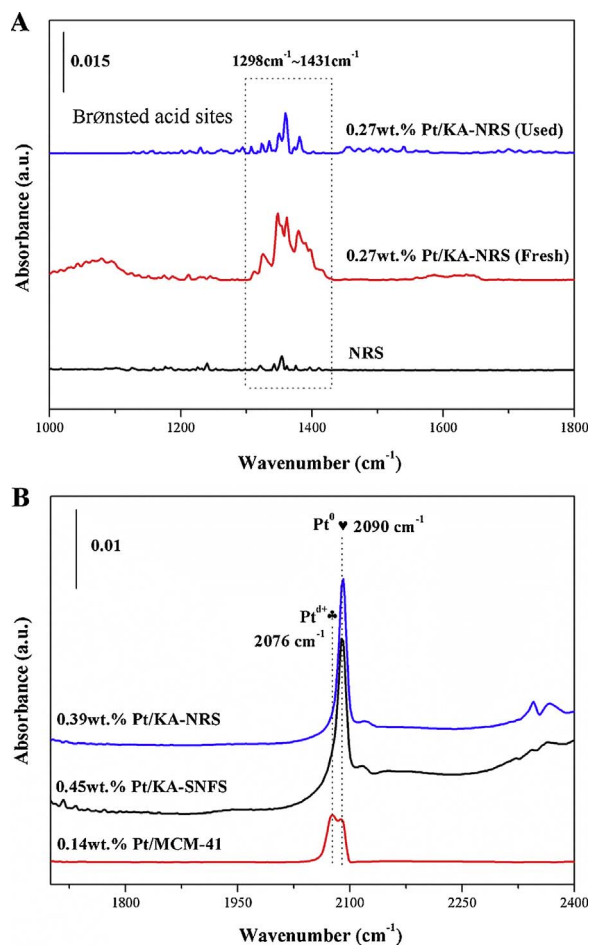 A
0.015
1298cm⁻¹~1431cm⁻¹
Brønsted acid sites
0.27wt.% Pt/KA-NRS (Used)
0.27wt.% Pt/KA-NRS (Fresh)
NRS
Absorbance (a.u.)
1000 1200 1400 1600 1800
Wavenumber (cm⁻¹)
B
0.01
Pt⁰ ♥ 2090 cm⁻¹
Ptᵈ⁺ ♣
2076 cm⁻¹
0.39wt.% Pt/KA-NRS
0.45wt.% Pt/KA-SNFS
0.14wt.% Pt/MCM-41
Absorbance (a.u.)
1800 1950 2100 2250 2400
Wavenumber (cm⁻¹)